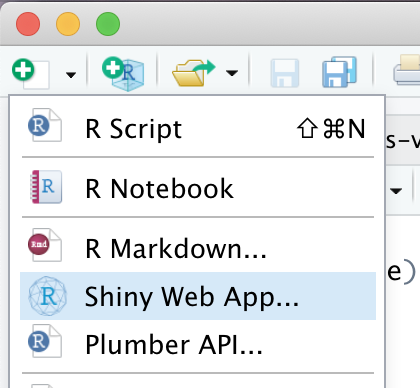 R Script ⇧⌘N
s-v
R Notebook
R Markdown...
e)
Shiny Web App...
Plumber API...